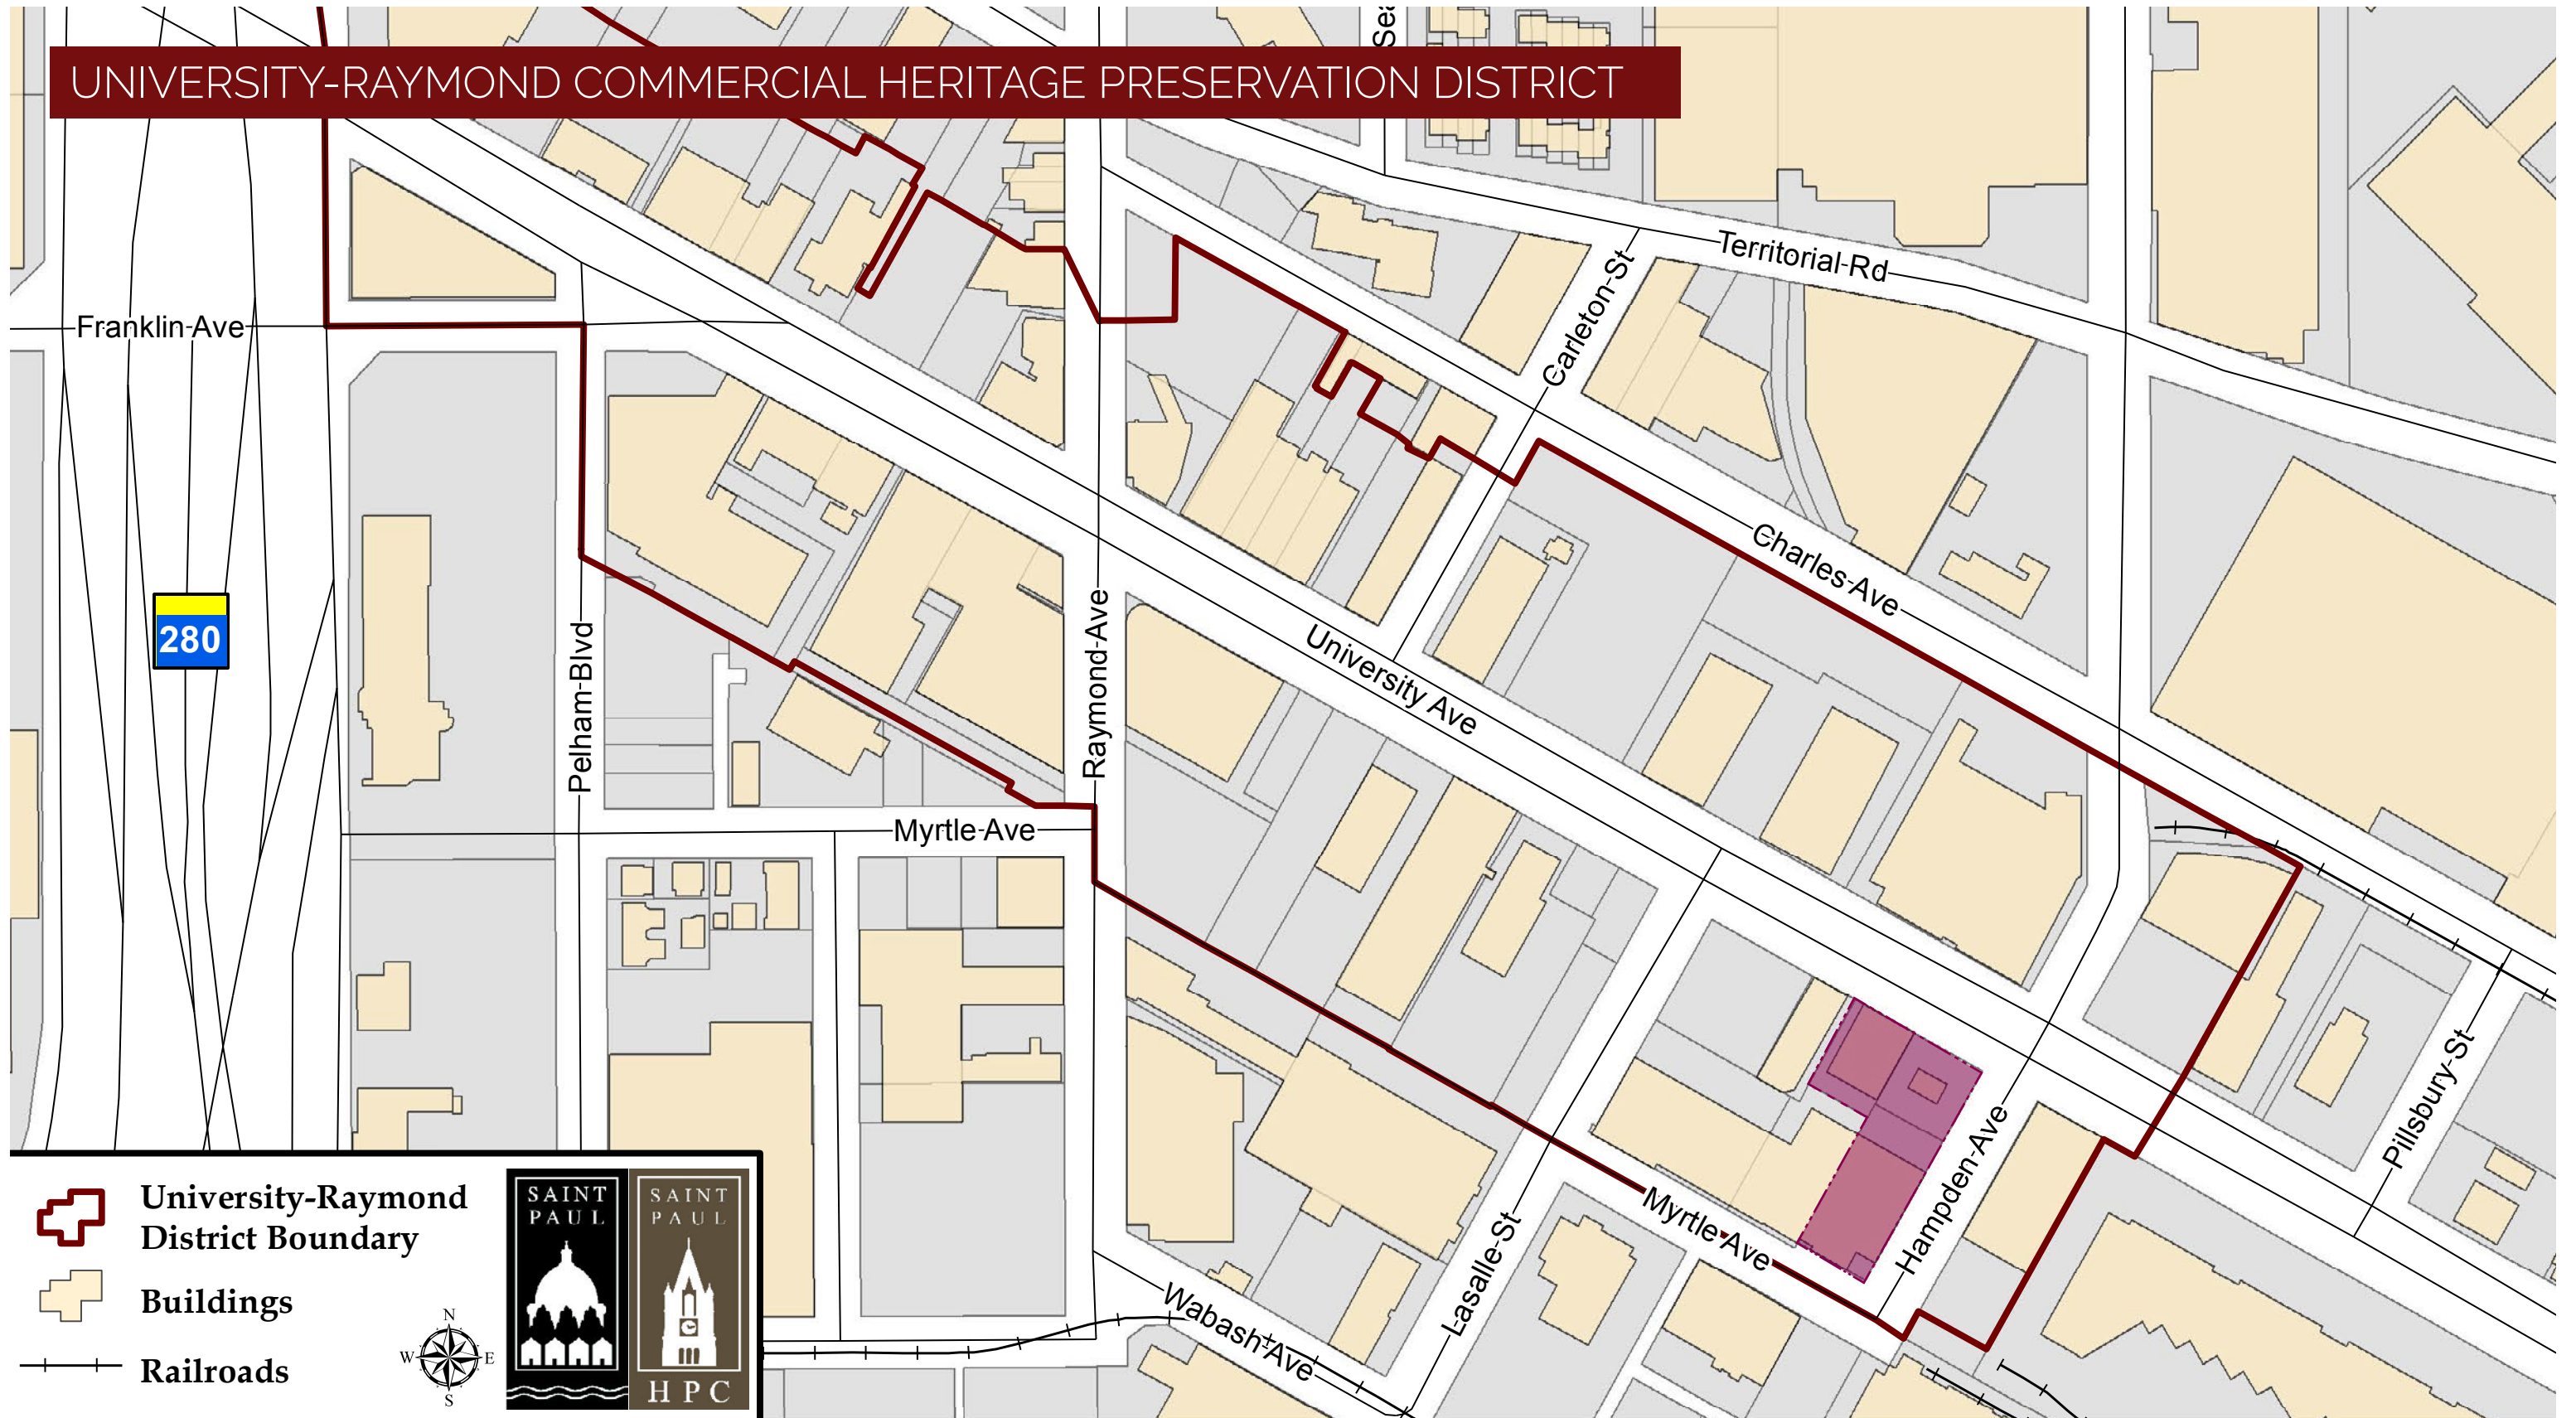 Sea
UNIVERSITY-RAYMOND COMMERCIAL HERITAGE PRESERVATION DISTRICT
Territorial Rd
Carleton-St
Franklin Ave
Charles Ave
280
Pelham Blvd
Raymond-Ave
University Ave
Myrtle Ave
Pillsbury-St
Hampden-Ave
Myrtle Ave
Lasalle-St
Wabash Ave
University-Raymond
District Boundary
Buildings
Railroads
N
W E
S
SAINT
PAUL
SAINT
PAUL
HPC